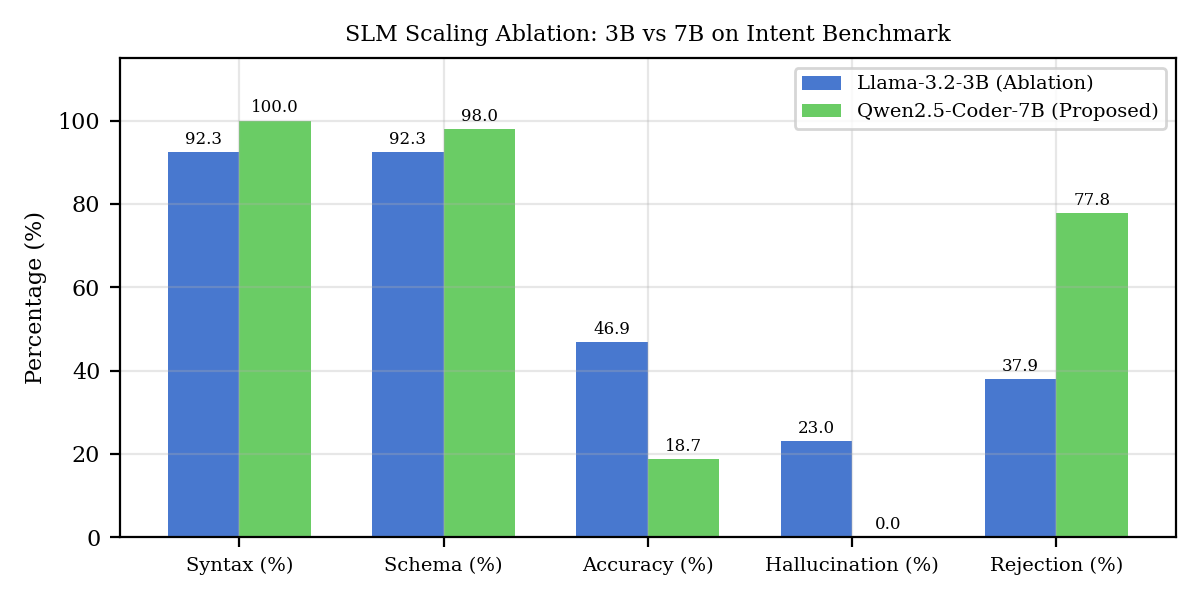 SLM Scaling Ablation: 3B vs 7B on Intent Benchmark
Llama-3.2-3B (Ablation)
Qwen2.5-Coder-7B (Proposed)
Percentage (%)
100
80
60
40
20
0
92.3
100.0
92.3
98.0
46.9
18.7
23.0
0.0
37.9
77.8
Syntax (%)
Schema (%)
Accuracy (%)
Hallucination (%)
Rejection (%)